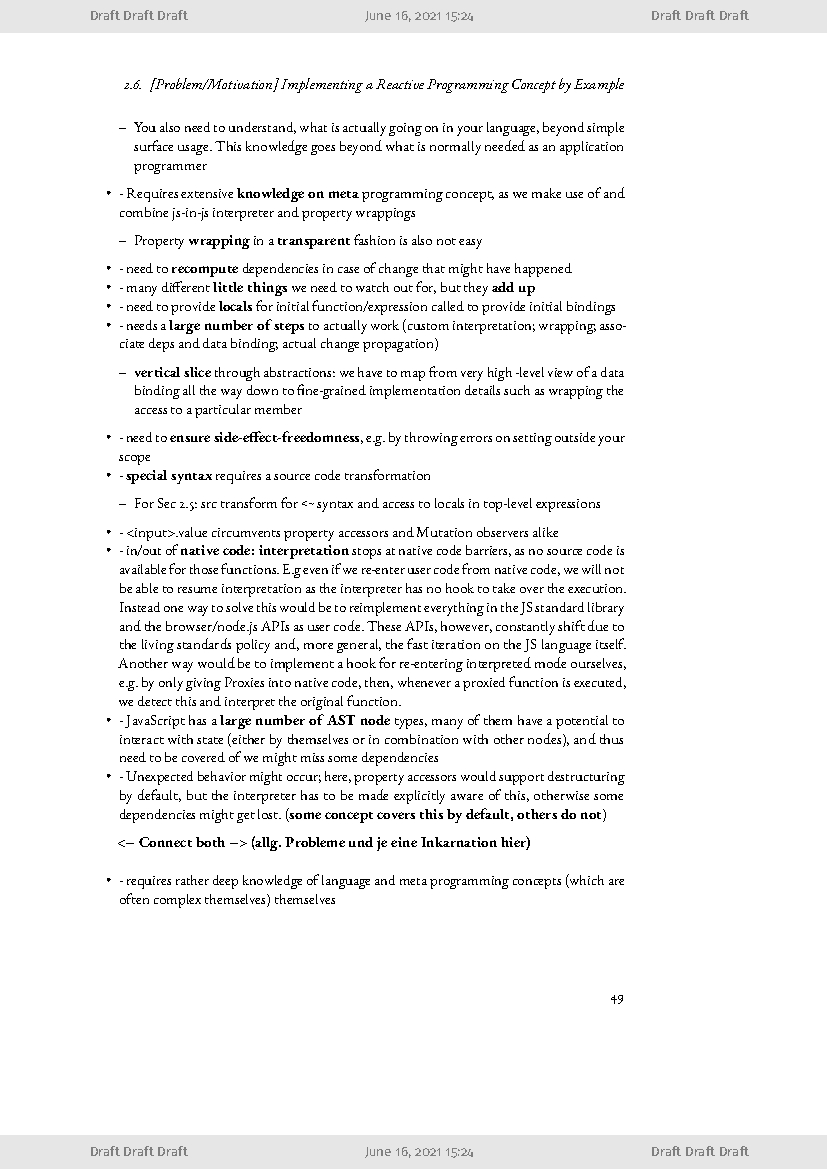 Draft Draft Draft June 16, 2021 15:24 Draft Draft Draft
2.6. [Problem/Motivation] Implementing a Reactive Programming Concept by Example
– You also need to understand, what is actually going on in your language, beyond simple
surface usage. This knowledge goes beyond what is normally needed as an application
programmer
• - Requires extensive knowledge on meta programming concept, as we make use of and
combine js-in-js interpreter and property wrappings
– Property wrapping in a transparent fashion is also not easy
• - need to recompute dependencies in case of change that might have happened
• - many different little things we need to watch out for, but they add up
• - need to provide locals for initial function/expression called to provide initial bindings
• - needs a large number of steps to actually work (custom interpretation; wrapping; asso-
ciate deps and data binding; actual change propagation)
– vertical slice through abstractions: we have to map from very high -level view of a data
binding all the way down to fine-grained implementation details such as wrapping the
access to a particular member
• - need to ensure side-effect-freedomness, e.g. by throwing errors on setting outside your
scope
• - special syntax requires a source code transformation
– For Sec 2.5: src transform for <~ syntax and access to locals in top-level expressions
• - <input>.value circumvents property accessors and Mutation observers alike
• - in/out of native code: interpretation stops at native code barriers, as no source code is
available for those functions. E.g even if we re-enter user code from native code, we will not
be able to resume interpretation as the interpreter has no hook to take over the execution.
Instead one way to solve this would be to reimplement everything in the JS standard library
and the browser/node.js APIs as user code. These APIs, however, constantly shift due to
the living standards policy and, more general, the fast iteration on the JS language itself.
Another way would be to implement a hook for re-entering interpreted mode ourselves,
e.g. by only giving Proxies into native code, then, whenever a proxied function is executed,
we detect this and interpret the original function.
• - JavaScript has a large number of AST node types, many of them have a potential to
interact with state (either by themselves or in combination with other nodes), and thus
need to be covered of we might miss some dependencies
• - Unexpected behavior might occur; here, property accessors would support destructuring
by default, but the interpreter has to be made explicitly aware of this, otherwise some
dependencies might get lost. (some concept covers this by default, others do not)
<– Connect both –> (allg. Probleme und je eine Inkarnation hier)
• - requires rather deep knowledge of language and meta programming concepts (which are
often complex themselves) themselves
49
Draft Draft Draft June 16, 2021 15:24 Draft Draft Draft